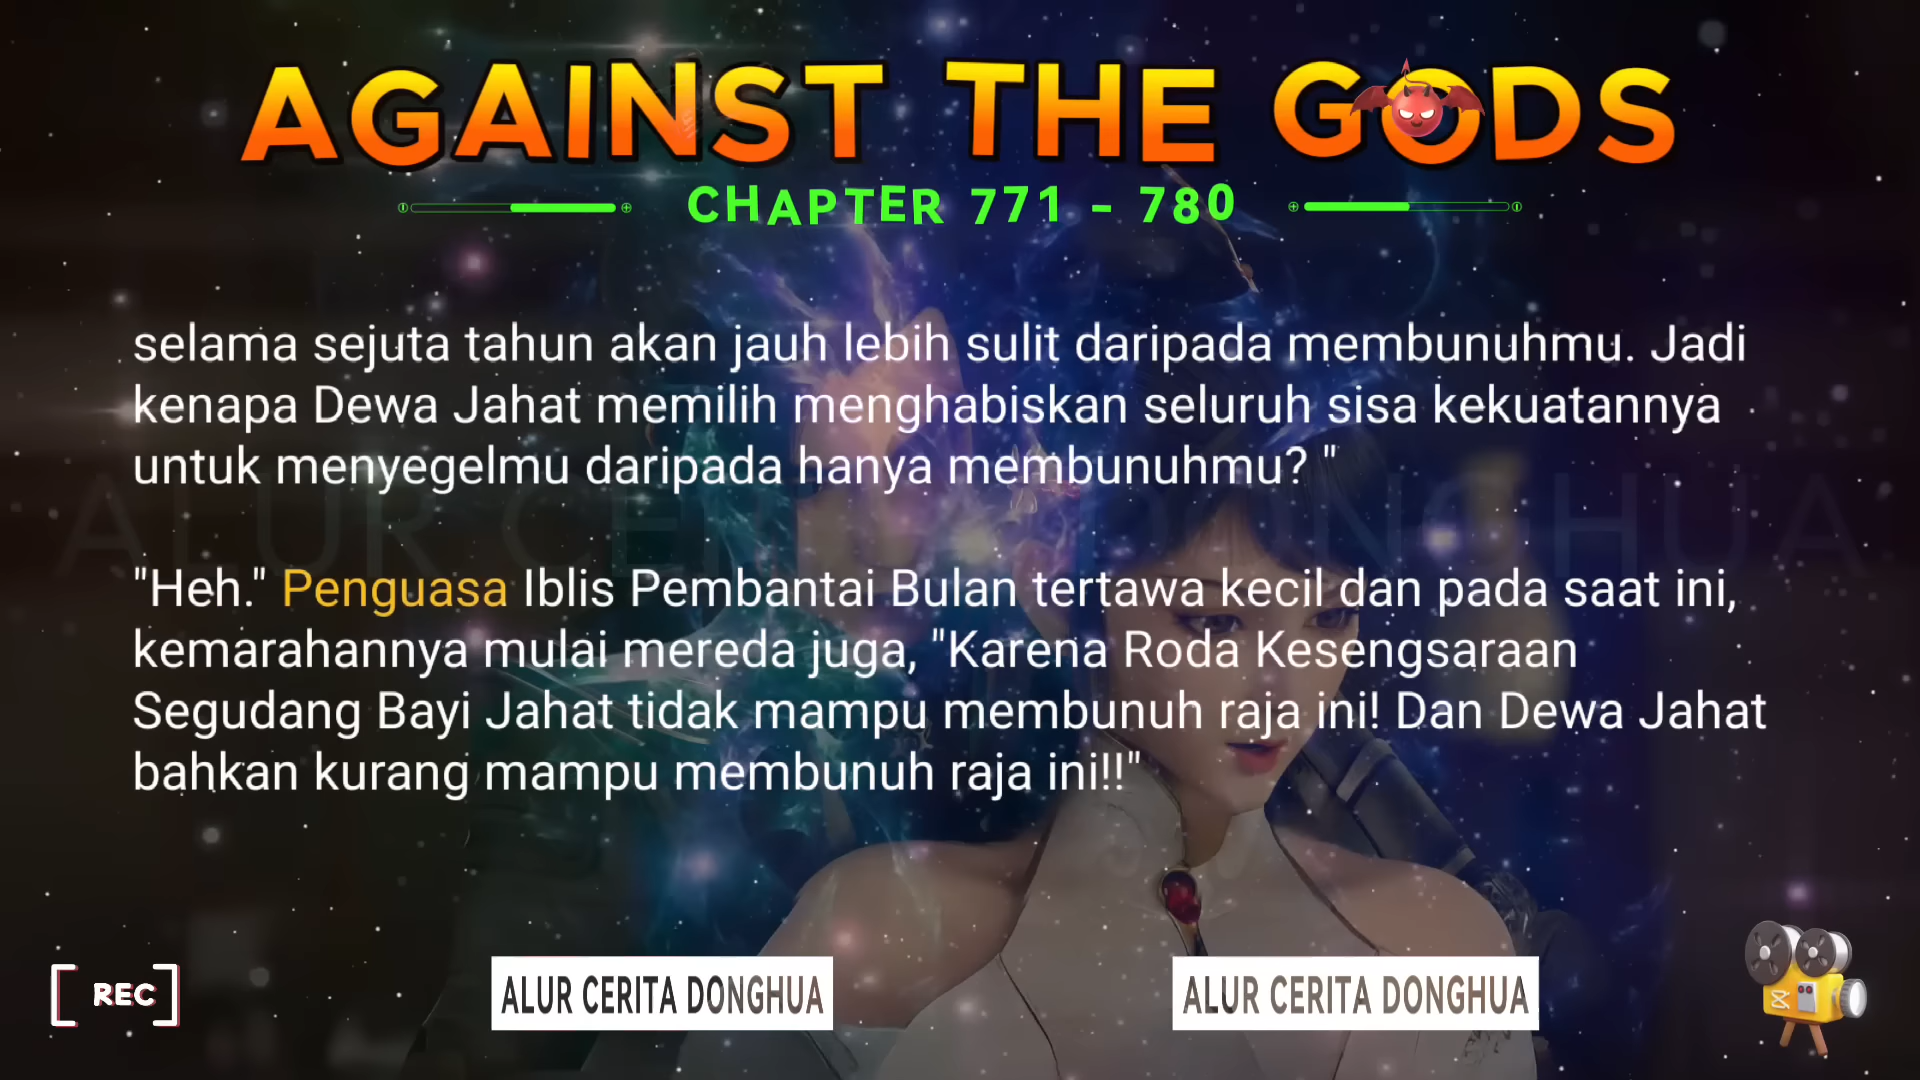 AGAINST THE GODS
CHAPTER 771 - 780
selama sejuta tahun akan jauh lebih sulit daripada membunuhmu. Jadi
kenapa Dewa Jahat memilih menghabiskan seluruh sisa kekuatannya
untuk menyegelmu daripada hanya membunuhmu? "
ALUR CERITA DONGHUA
"Heh." Penguasa Iblis Pembantai Bulan tertawa kecil dan pada saat ini,
kemarahannya mulai mereda juga, "Karena Roda Kesengsaraan
Segudang Bayi Jahat tidak mampu membunuh raja ini! Dan Dewa Jahat
bahkan kurang mampu membunuh raja ini!!"
REC
ALUR CERITA DONGHUA
ALUR CERITA DONGHUA